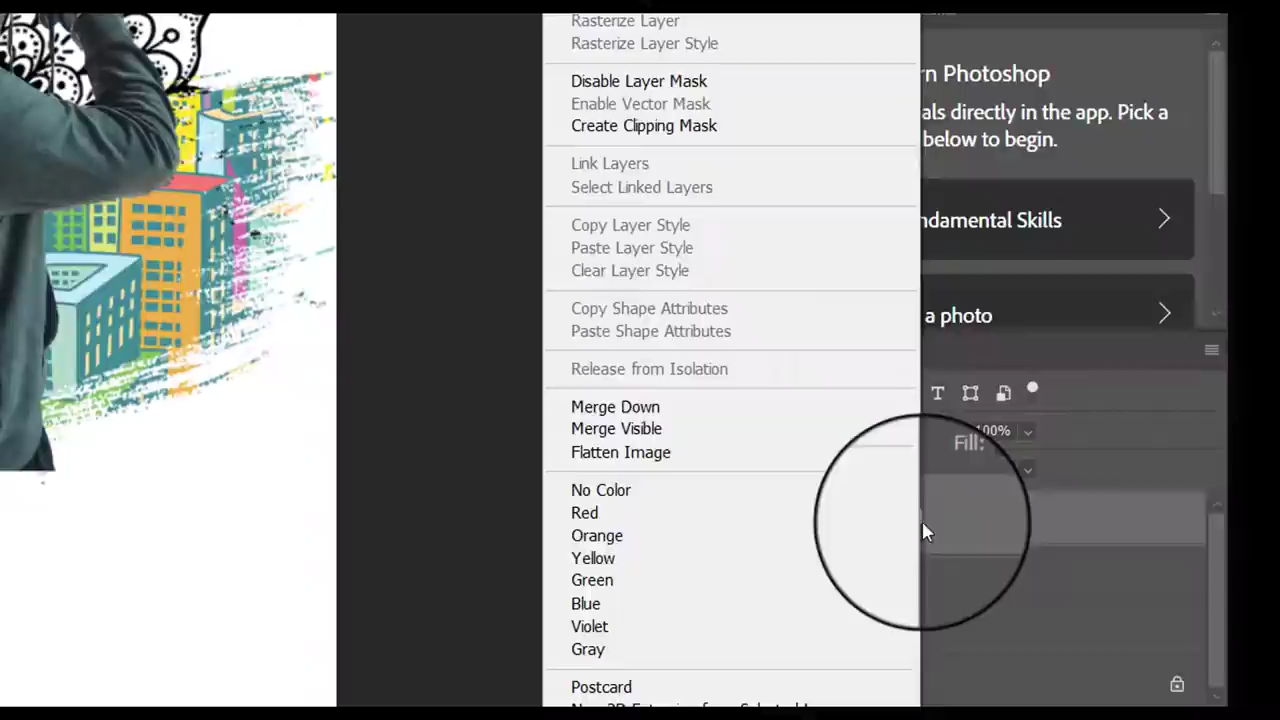 Rasterize Layer
Rasterize Layer Style
Disable Layer Mask
Enable Vector Mask
Create Clipping Mask
Link Layers
Select Linked Layers
Copy Layer Style
Paste Layer Style
Clear Layer Style
Copy Shape Attributes
Paste Shape Attributes
Release from Isolation
Merge Down
Merge Visible
Flatten Image
No Color
Red
Orange
Yellow
Green
Blue
Violet
Gray
Postcard
rn Photoshop
als directly in the app. Pick a
below to begin.
ndamental Skills
a photo
T
100%
Fill: